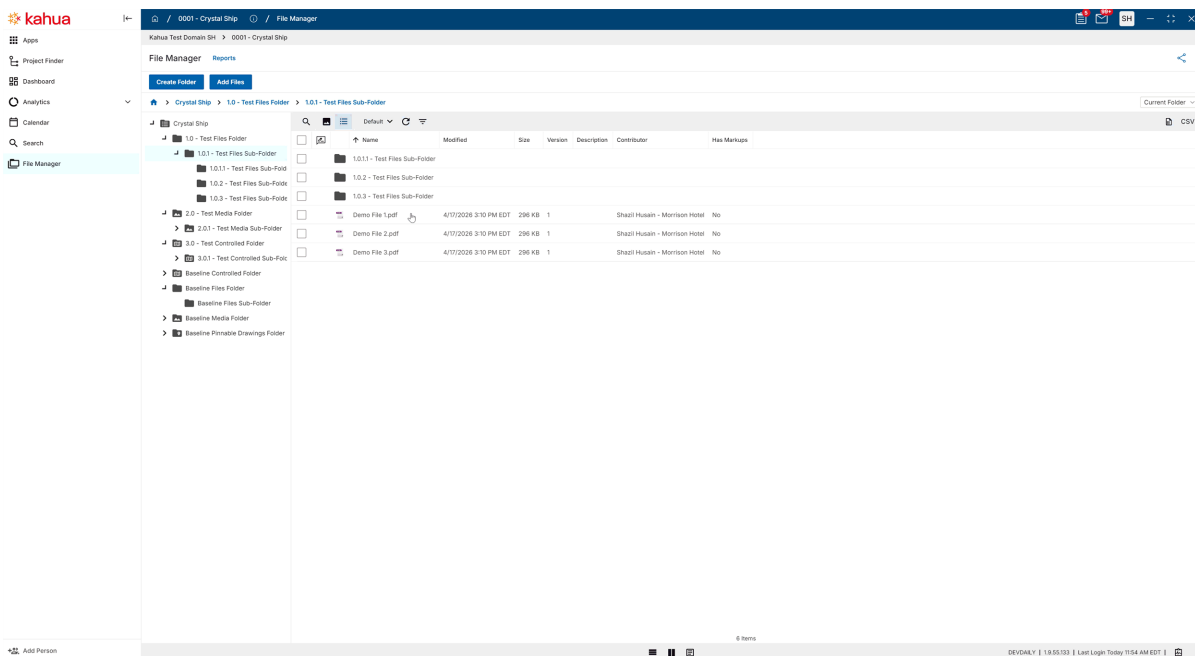 kahua
/ 0001 - Crystal Ship / File Manager
5 99+ SH
Apps
Project Finder
Dashboard
Analytics
Calendar
Search
File Manager
Kahua Test Domain SH > 0001 - Crystal Ship
File Manager Reports
Create Folder Add Files
> Crystal Ship > 1.0 - Test Files Folder > 1.0.1 - Test Files Sub-Folder
Current Folder
Crystal Ship
1.0 - Test Files Folder
1.0.1 - Test Files Sub-Folder
1.0.1.1 - Test Files Sub-Fold
1.0.2 - Test Files Sub-Folde
1.0.3 - Test Files Sub-Folde
2.0 - Test Media Folder
2.0.1 - Test Media Sub-Folder
3.0 - Test Controlled Folder
3.0.1 - Test Controlled Sub-Folc
Baseline Controlled Folder
Baseline Files Folder
Baseline Files Sub-Folder
Baseline Media Folder
Baseline Pinnable Drawings Folder
Default
CSV
Name Modified Size Version Description Contributor Has Markups
1.0.1.1 - Test Files Sub-Folder
1.0.2 - Test Files Sub-Folder
1.0.3 - Test Files Sub-Folder
Demo File 1.pdf 4/17/2026 3:10 PM EDT 296 KB 1 Shazil Husain - Morrison Hotel No
Demo File 2.pdf 4/17/2026 3:10 PM EDT 296 KB 1 Shazil Husain - Morrison Hotel No
Demo File 3.pdf 4/17/2026 3:10 PM EDT 296 KB 1 Shazil Husain - Morrison Hotel No
6 Items
Add Person
DEVDAILY | 1.9.55.133 | Last Login Today 11:54 AM EDT |